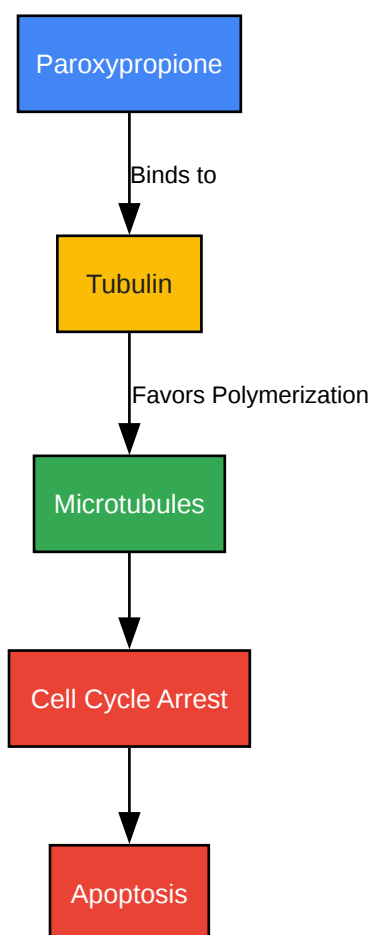 Paroxypropione
Binds to
Tubulin
Favors Polymerization
Microtubules
Cell Cycle Arrest
Apoptosis